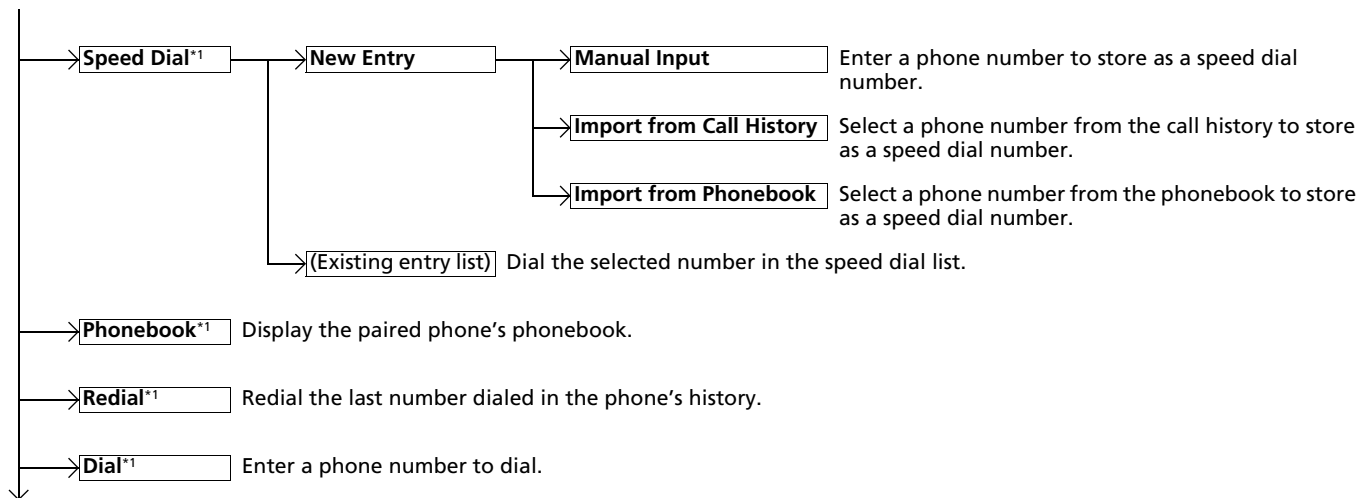 Speed Dial*1
New Entry
Manual Input
Enter a phone number to store as a speed dial
number.
Import from Call History
Select a phone number from the call history to store
as a speed dial number.
Import from Phonebook
Select a phone number from the phonebook to store
as a speed dial number.
(Existing entry list)
Dial the selected number in the speed dial list.
Phonebook*1
Display the paired phone’s phonebook.
Redial*1
Redial the last number dialed in the phone’s history.
Dial*1
Enter a phone number to dial.